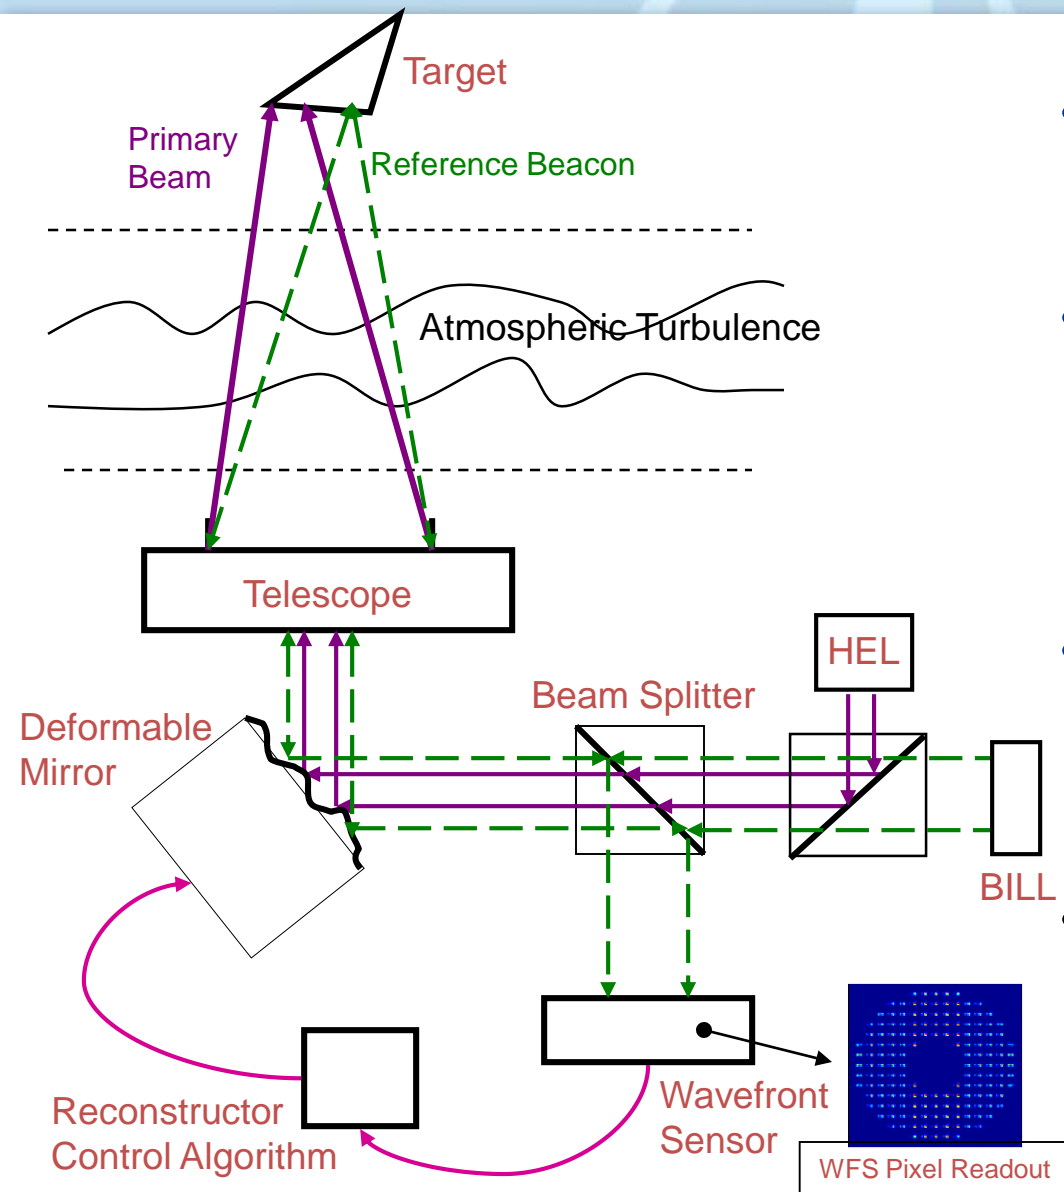 Target
Primary
Beam
Reference Beacon
Atmospheric Turbulence
Telescope
HEL
Beam Splitter
Deformable
Mirror
BILL
Wavefront
Sensor
Reconstructor
Control Algorithm
WFS Pixel Readout